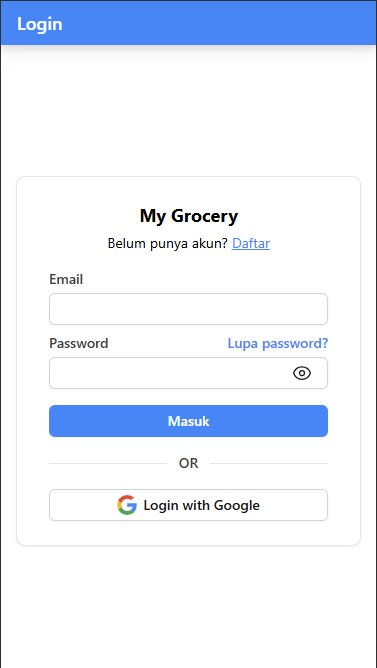 Login
My Grocery
Belum punya akun? Daftar
Email
Password Lupa password?
Masuk
OR
Login with Google